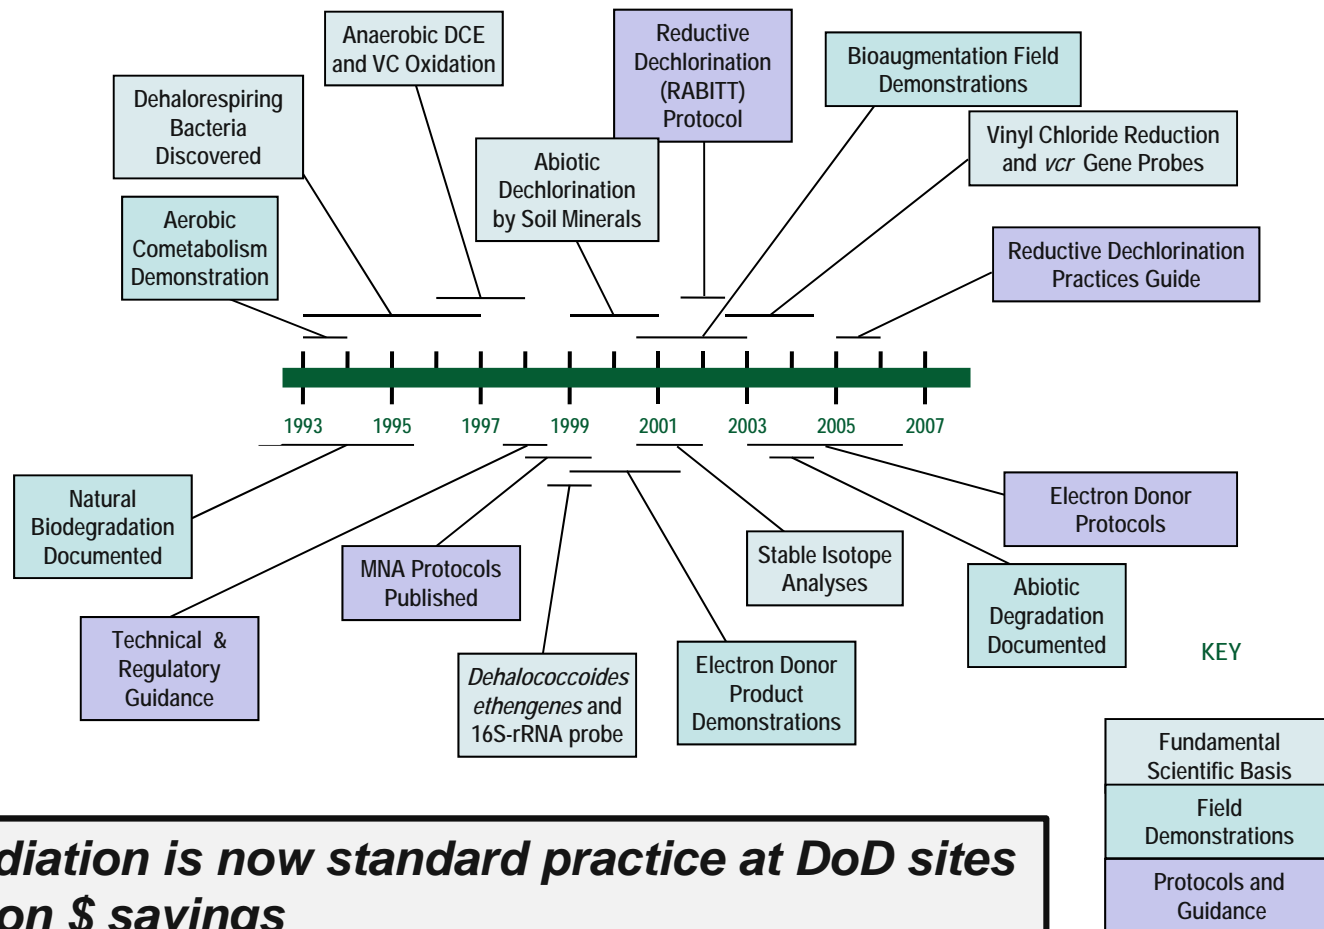 Anaerobic DCE
and VC Oxidation
Reductive
Dechlorination
(RABITT)
Protocol
Bioaugmentation Field
Demonstrations
Dehalorespiring
Bacteria
Discovered
Abiotic
Dechlorination
by Soil Minerals
Vinyl Chloride Reduction
and vcr Gene Probes
Aerobic
Cometabolism
Demonstration
Reductive Dechlorination
Practices Guide
1993 1995 1997 1999 2001 2003 2005 2007
Natural
Biodegradation
Documented
Technical & 
Regulatory
Guidance
MNA Protocols
Published
Dehalococcoides
ethengenes and
16S-rRNA probe
Electron Donor
Product
Demonstrations
Stable Isotope
Analyses
Electron Donor
Protocols
Abiotic
Degradation
Documented
KEY
Fundamental
Scientific Basis
Field
Demonstrations
Protocols and
Guidance
diation is now standard practice at DoD sites
on $ savings